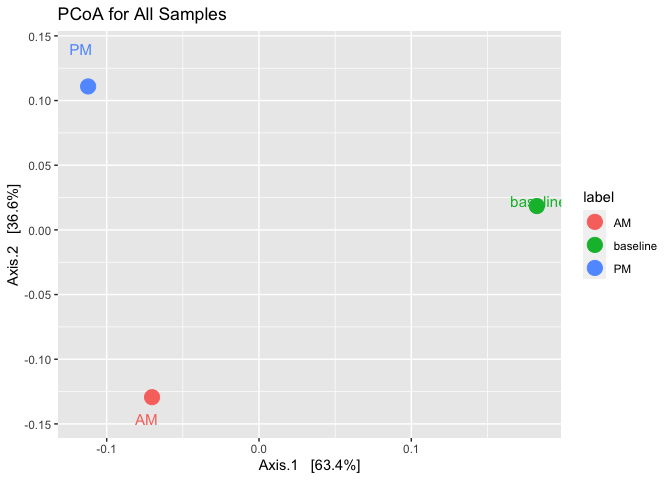 PCoA for All Samples
0.15
0.10
0.05
0.00
-0.05
-0.10
-0.15
Axis.2 [36.6%]
PM
baseline
AM
-0.1
0.0
0.1
Axis.1 [63.4%]
label
AM
baseline
PM